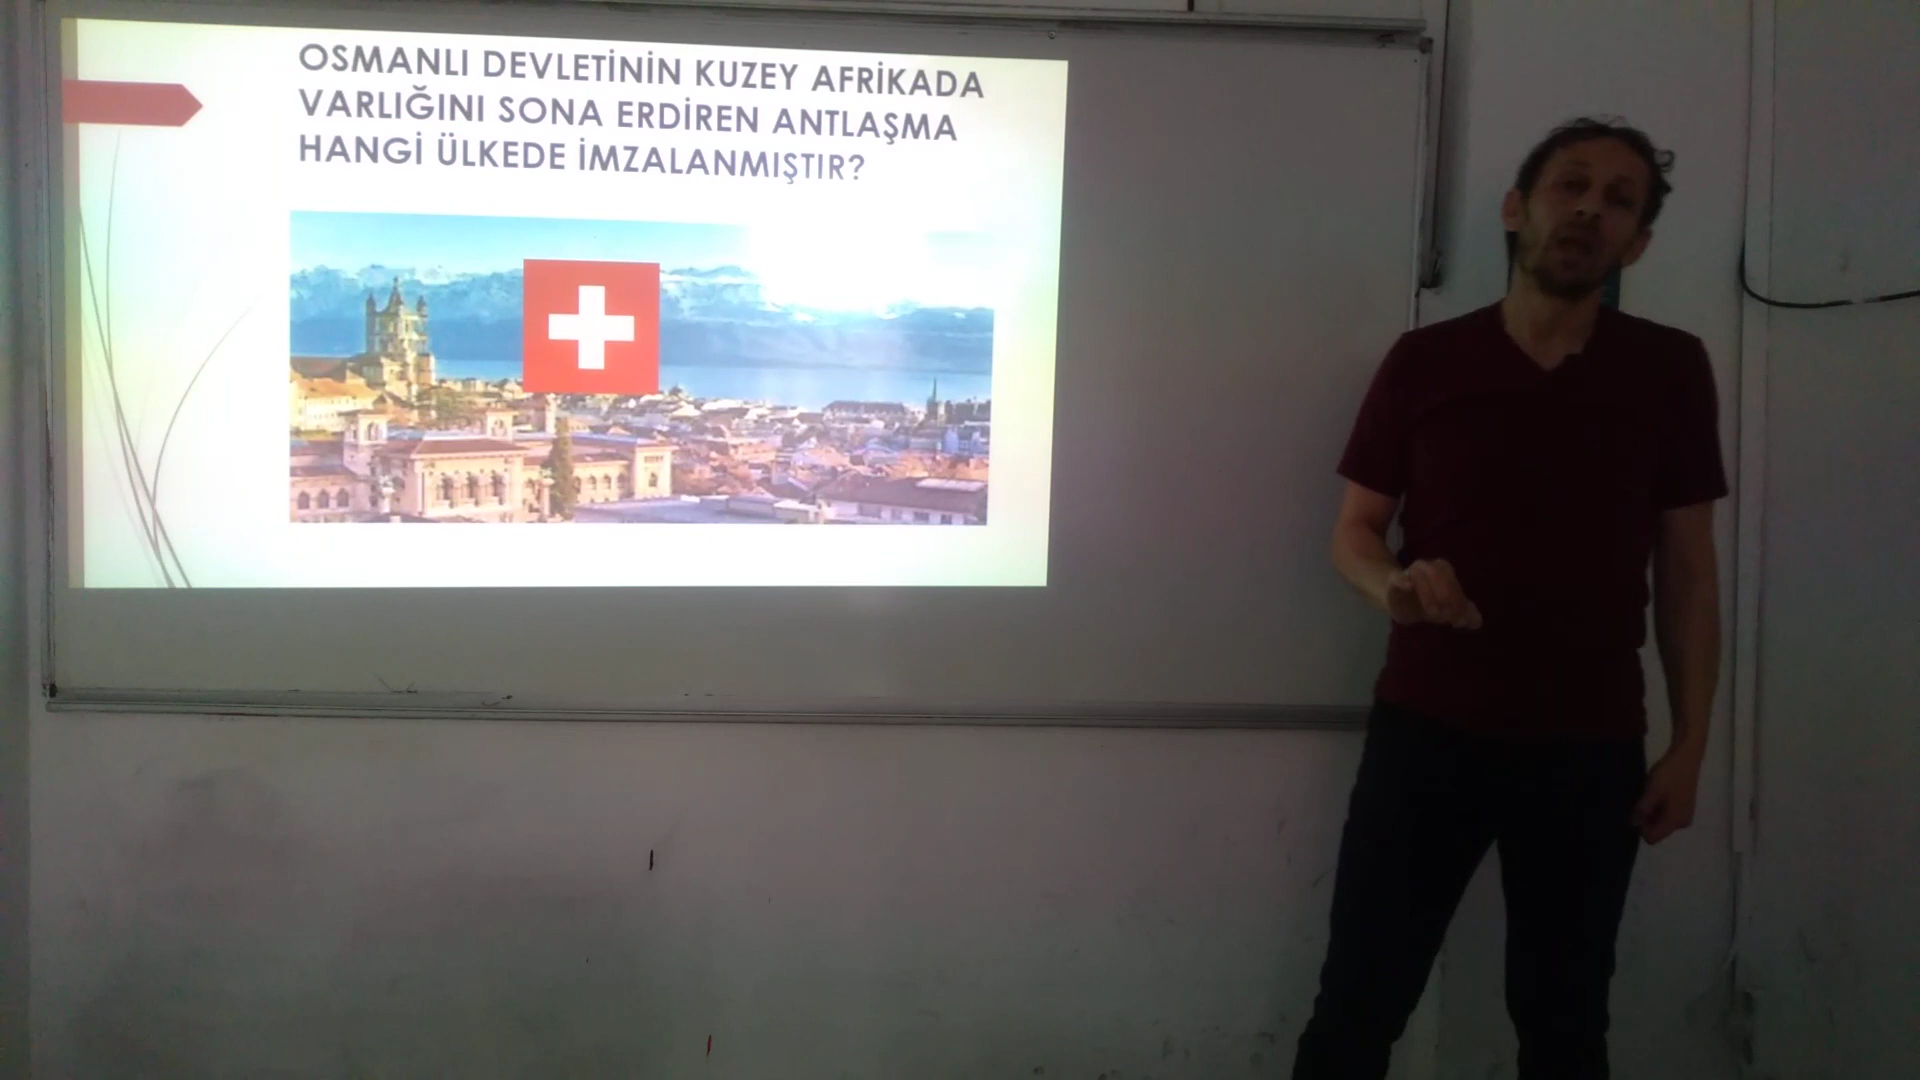 OSMANLI DEVLETİNİN KUZEY AFRİKADA
VARLIĞINI SONA ERDİREN ANTLAŞMA
HANGİ ÜLKEDE İMZALANMIŞTIR?